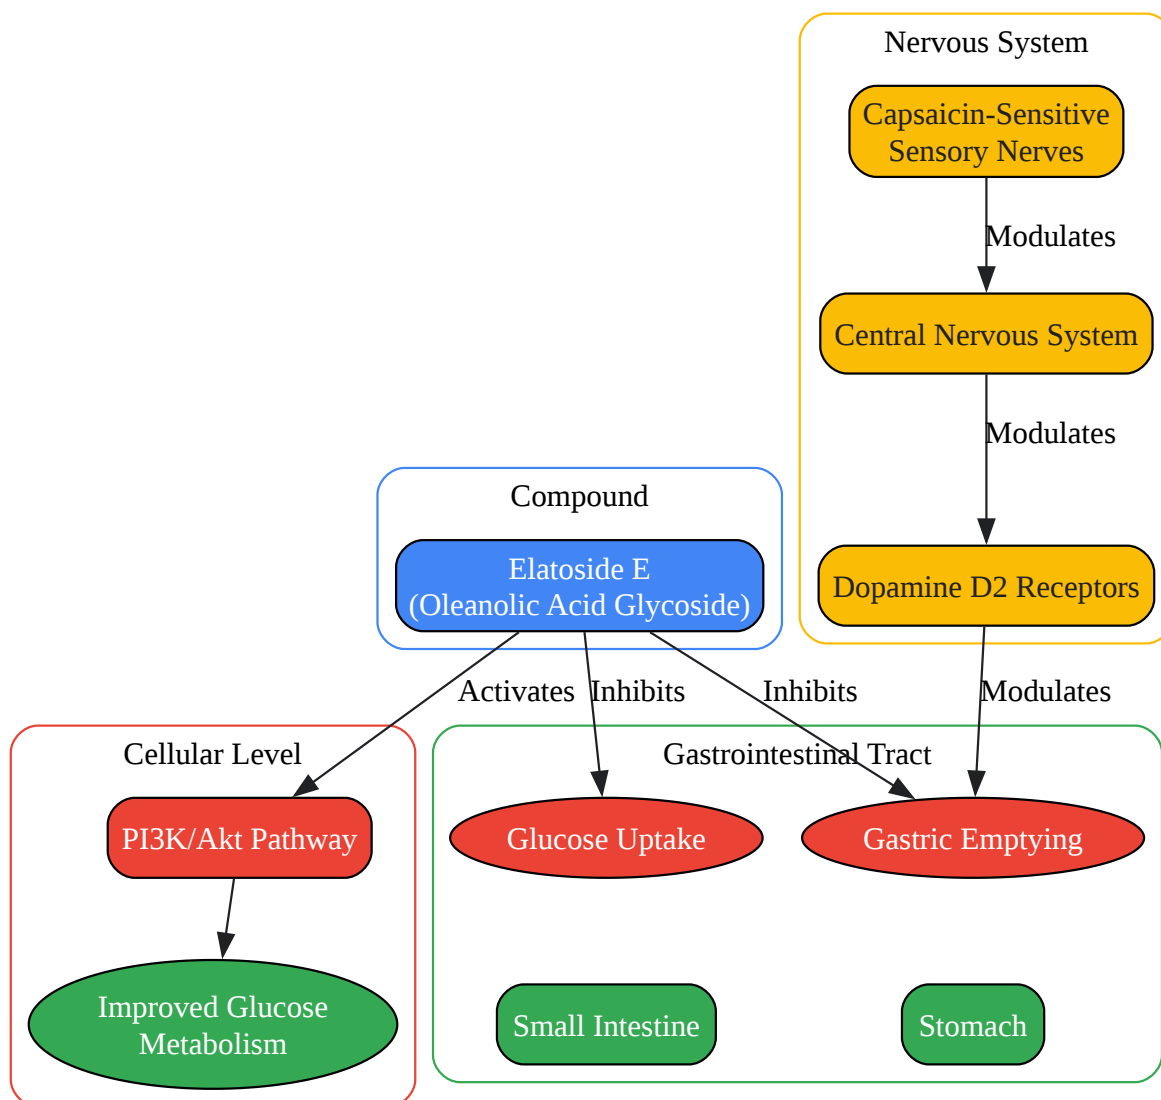 Nervous System
Capsaicin-Sensitive
Sensory Nerves
Modulates
Central Nervous System
Modulates
Dopamine D2 Receptors
Modulates
Compound
Elatoside E
(Oleanolic Acid Glycoside)
Activates
Inhibits
Inhibits
Cellular Level
PI3K/Akt Pathway
Improved Glucose
Metabolism
Gastrointestinal Tract
Glucose Uptake
Gastric Emptying
Small Intestine
Stomach